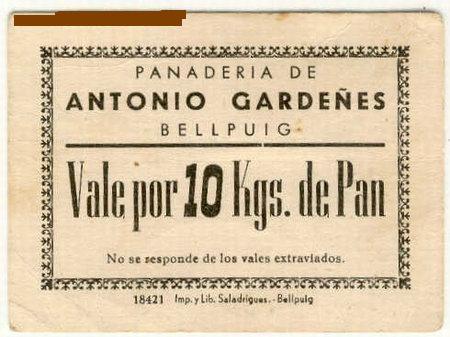 PANADERIA DE
ANTONIO GARDEÑES
BELLPUIG
Vale por 10 Kgs. de Pan
No se responde de los vales extraviados.
18421 Imp. y Lib. Saladrigues. - Bellpuig